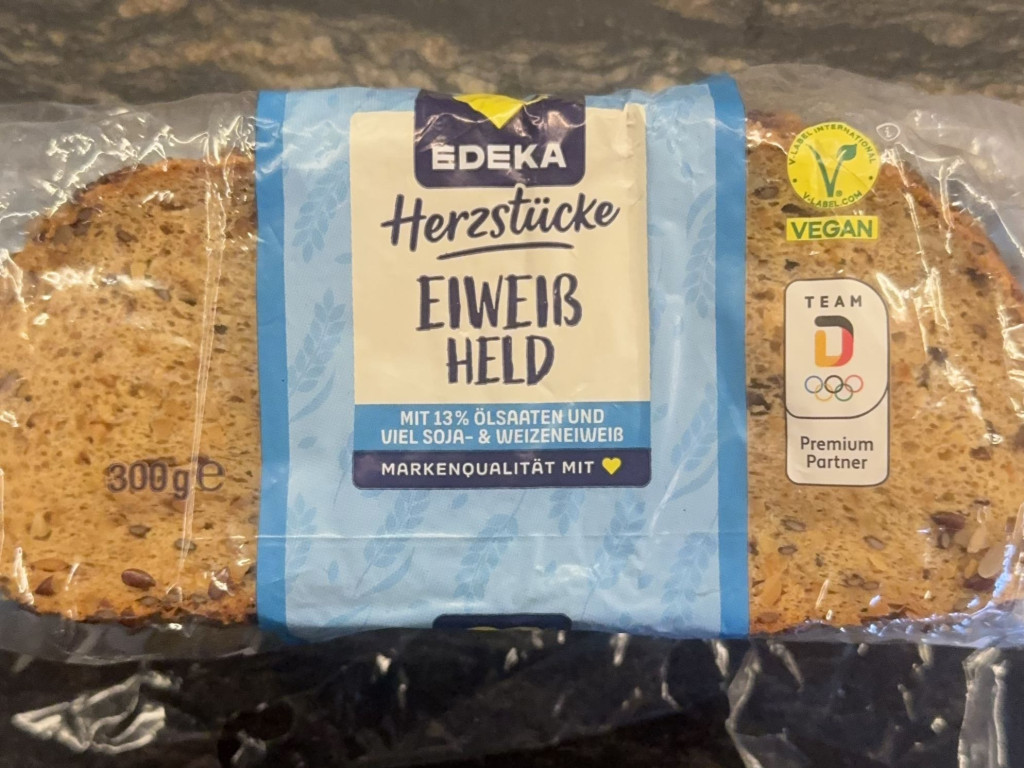 EDEKA
Herzstücke
EIWEIß
HELD
MIT 13% ÖLSAATEN UND
VIEL SOJA- & WEIZENEIWEIß
MARKENQUALITÄT MIT
300 g e
V-LABEL INTERNATIONAL
V-LABEL.COM
VEGAN
TEAM
D
Premium
Partner